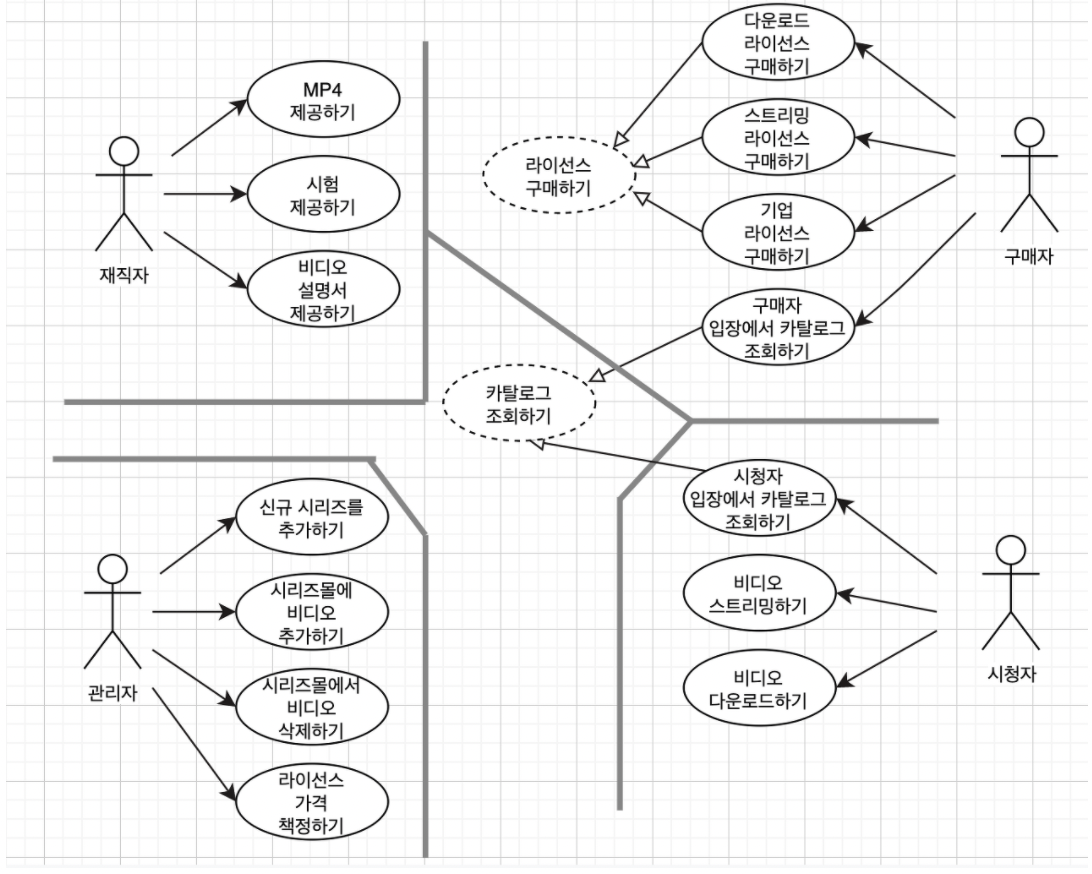 MP4
제공하기
시험
제공하기
비디오
설명서
제공하기
재직자
다운로드
라이선스
구매하기
스트리밍
라이선스
구매하기
기업
라이선스
구매하기
구매자
입장에서 카탈로그
조회하기
라이선스
구매하기
구매자
카탈로그
조회하기
신규 시리즈를
추가하기
시리즈몰에
비디오
추가하기
시리즈몰에서
비디오
삭제하기
라이선스
가격
책정하기
관리자
시청자
입장에서 카탈로그
조회하기
비디오
스트리밍하기
비디오
다운로드하기
시청자